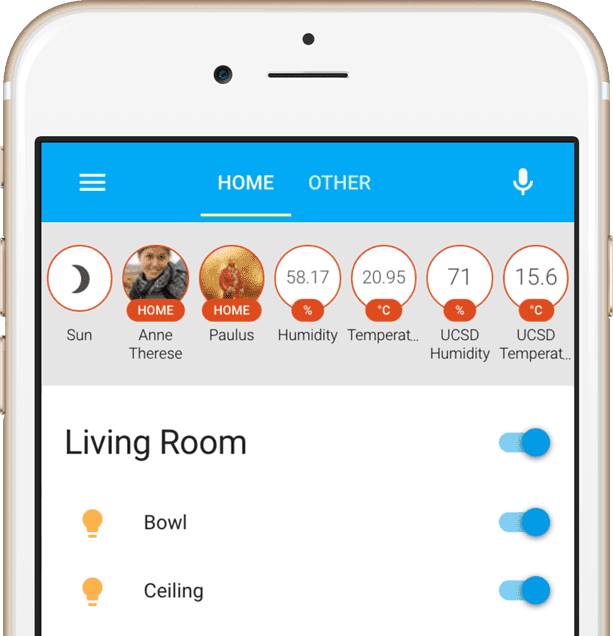 HOME OTHER
58.17 20.95 71 15.6
HOME HOME % °C % °C
Sun Anne Therese Paulus Humidity Temperat.. UCSD Humidity UCSD Temperat...
Living Room
Bowl
Ceiling